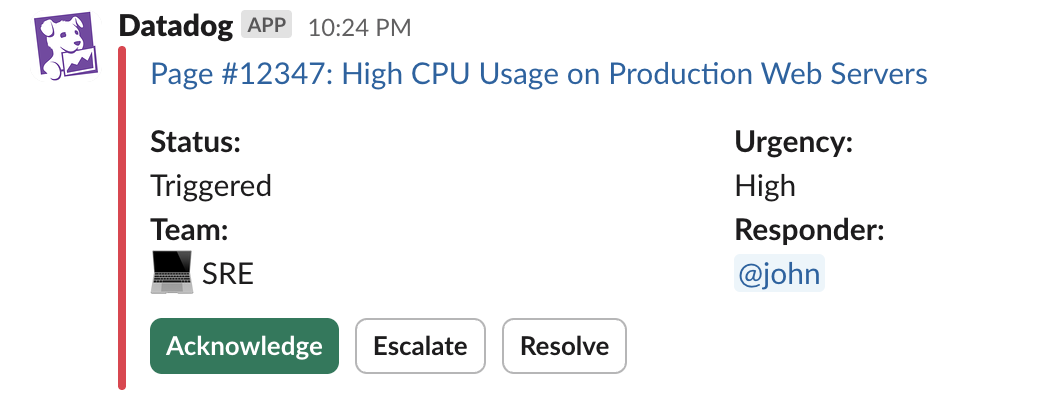 Datadog APP 10:24 PM
Page #12347: High CPU Usage on Production Web Servers
Status: Urgency:
Triggered High
Team: Responder:
SRE @john
Acknowledge Escalate Resolve